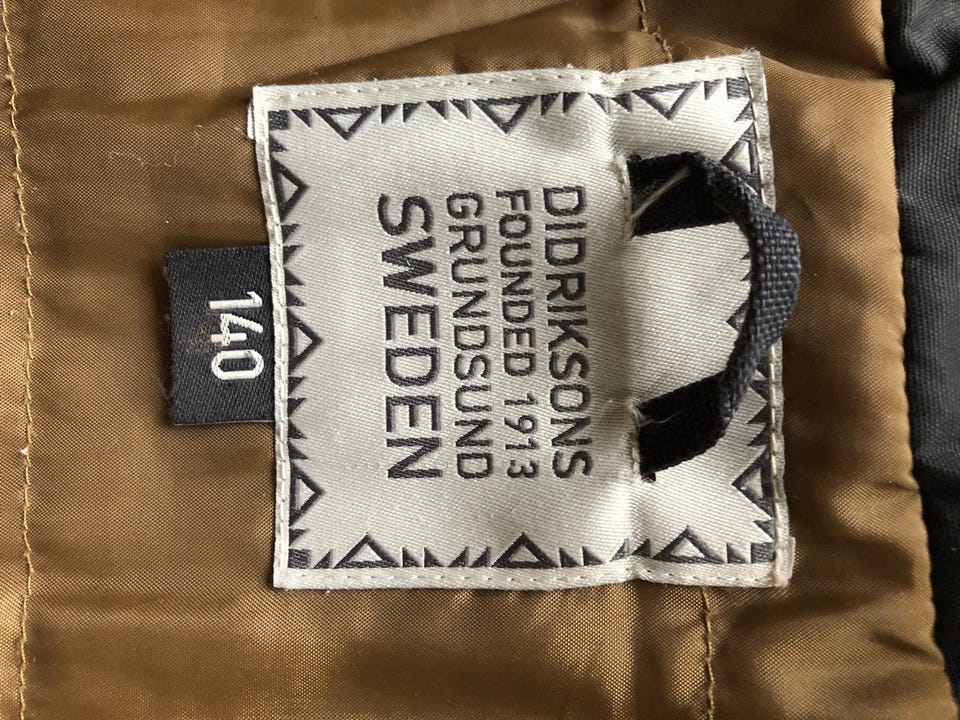 DIDRIKSONS
FOUNDED 1913
GRUNDSUND
SWEDEN
140